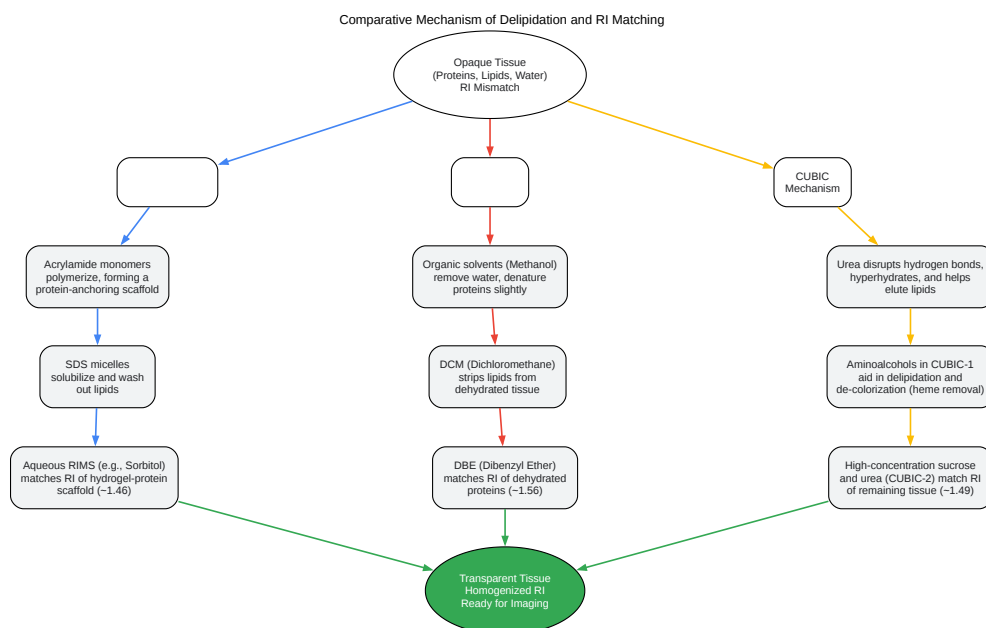 Comparative Mechanism of Delipidation and RI Matching
Opaque Tissue
(Proteins, Lipids, Water)
RI Mismatch
CUBIC
Mechanism
Acrylamide monomers
polymerize, forming a
protein-anchoring scaffold
Organic solvents (Methanol)
remove water, denature
proteins slightly
Urea disrupts hydrogen bonds,
hyperhydrates, and helps
elute lipids
SDS micelles
solubilize and wash
out lipids
DCM (Dichloromethane)
strips lipids from
dehydrated tissue
Aminoalcohols in CUBIC-1
aid in delipidation and
de-colorization (heme removal)
Aqueous RIMS (e.g., Sorbitol)
matches RI of hydrogel-protein
scaffold (~1.46)
DBE (Dibenzyl Ether)
matches RI of dehydrated
proteins (~1.56)
High-concentration sucrose
and urea (CUBIC-2) match RI
of remaining tissue (~1.49)
Transparent Tissue
Homogenized RI
Ready for Imaging